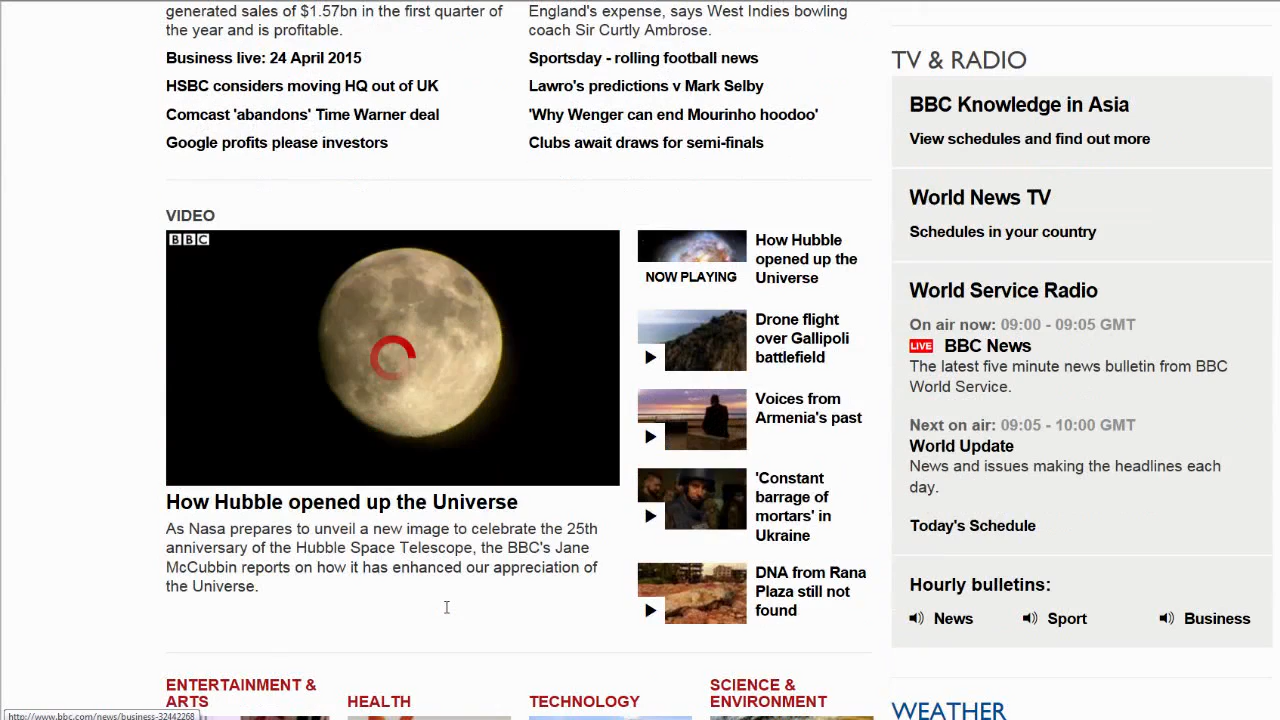 generated sales of $1.57bn in the first quarter of
the year and is profitable.
Business live: 24 April 2015
HSBC considers moving HQ out of UK
Comcast 'abandons' Time Warner deal
Google profits please investors
England's expense, says West Indies bowling
coach Sir Curtly Ambrose.
Sportsday - rolling football news
Lawro's predictions v Mark Selby
'Why Wenger can end Mourinho hoodoo'
Clubs await draws for semi-finals
VIDEO
BBC
How Hubble opened up the Universe
As Nasa prepares to unveil a new image to celebrate the 25th
anniversary of the Hubble Space Telescope, the BBC's Jane
McCubbin reports on how it has enhanced our appreciation of
the Universe.
NOW PLAYING
How Hubble
opened up the
Universe
Drone flight
over Gallipoli
battlefield
Voices from
Armenia's past
'Constant
barrage of
mortars' in
Ukraine
DNA from Rana
Plaza still not
found
TV & RADIO
BBC Knowledge in Asia
View schedules and find out more
World News TV
Schedules in your country
World Service Radio
On air now: 09:00 - 09:05 GMT
LIVE BBC News
The latest five minute news bulletin from BBC
World Service.
Next on air: 09:05 - 10:00 GMT
World Update
News and issues making the headlines each
day.
Today's Schedule
Hourly bulletins:
News Sport Business
ENTERTAINMENT &
ARTS
HEALTH
TECHNOLOGY
SCIENCE &
ENVIRONMENT
WEATHER
http://www.bbc.com/news/business-32442268